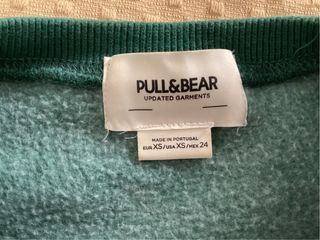 PULL&BEAR
UPDATED GARMENTS
MADE IN PORTUGAL
EUR XS/USA XS/MEX 24